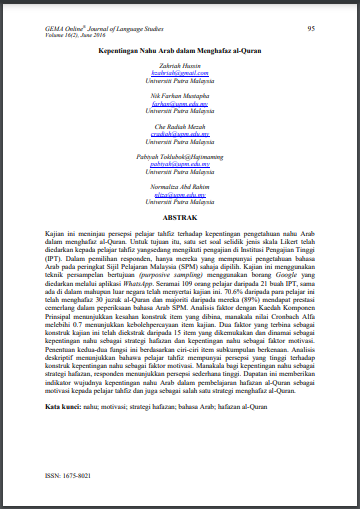 GEMA Online® Journal of Language Studies 95
Volume 16(2), June 2016
Kepentingan Nahu Arab dalam Menghafaz al-Quran
Zahriah Hussin
hzahriah@gmail.com
Universiti Putra Malaysia
Nik Farhan Mustapha
farhan@upm.edu.my
Universiti Putra Malaysia
Che Radiah Mezah
cradiah@upm.edu.my
Universiti Putra Malaysia
Pabiyah Toklubok@Hajimaming
pabiyah@upm.edu.my
Universiti Putra Malaysia
Normaliza Abd Rahim
nliza@upm.edu.my
Universiti Putra Malaysia
ABSTRAK
Kajian ini meninjau persepsi pelajar tahfiz terhadap kepentingan pengetahuan nahu Arab
dalam menghafaz al-Quran. Untuk tujuan itu, satu set soal selidik jenis skala Likert telah
diedarkan kepada pelajar tahfiz yangsedang mengikuti pengajian di Institusi Pengajian Tinggi
(IPT). Dalam pemilihan responden, hanya mereka yang mempunyai pengetahuan bahasa
Arab pada peringkat Sijil Pelajaran Malaysia (SPM) sahaja dipilih. Kajian ini menggunakan
teknik persampelan bertujuan (purposive sampling) menggunakan borang Google yang
diedarkan melalui aplikasi WhatsApp. Seramai 109 orang pelajar daripada 21 buah IPT, sama
ada di dalam mahupun luar negara telah menyertai kajian ini. 70.6% daripada para pelajar ini
telah menghafaz 30 juzuk al-Quran dan majoriti daripada mereka (89%) mendapat prestasi
cemerlang dalam peperiksaan bahasa Arab SPM. Analisis faktor dengan Kaedah Komponen
Prinsipal menunjukkan kesahan konstruk item yang dibina, manakala nilai Cronbach Alfa
melebihi 0.7 menunjukkan kebolehpercayaan item kajian. Dua faktor yang terbina sebagai
konstruk kajian ini telah diekstrak daripada 15 item yang dikemukakan dan dinamai sebagai
kepentingan nahu sebagai strategi hafazan dan kepentingan nahu sebagai faktor motivasi.
Penentuan kedua-dua fungsi ini berdasarkan ciri-ciri item subkumpulan berkenaan. Analisis
deskriptif menunjukkan bahawa pelajar tahfiz mempunyai persepsi yang tinggi terhadap
konstruk kepentingan nahu sebagai faktor motivasi. Manakala bagi kepentingan nahu sebagai
strategi hafazan, responden menunjukkan persepsi sederhana tinggi. Dapatan ini memberikan
indikator wujudnya kepentingan nahu Arab dalam pembelajaran hafazan al-Quran sebagai
motivasi kepada pelajar tahfiz dan juga sebagai salah satu strategi menghafaz al-Quran.
Kata kunci: nahu; motivasi; strategi hafazan; bahasa Arab; hafazan al-Quran
ISSN: 1675-8021